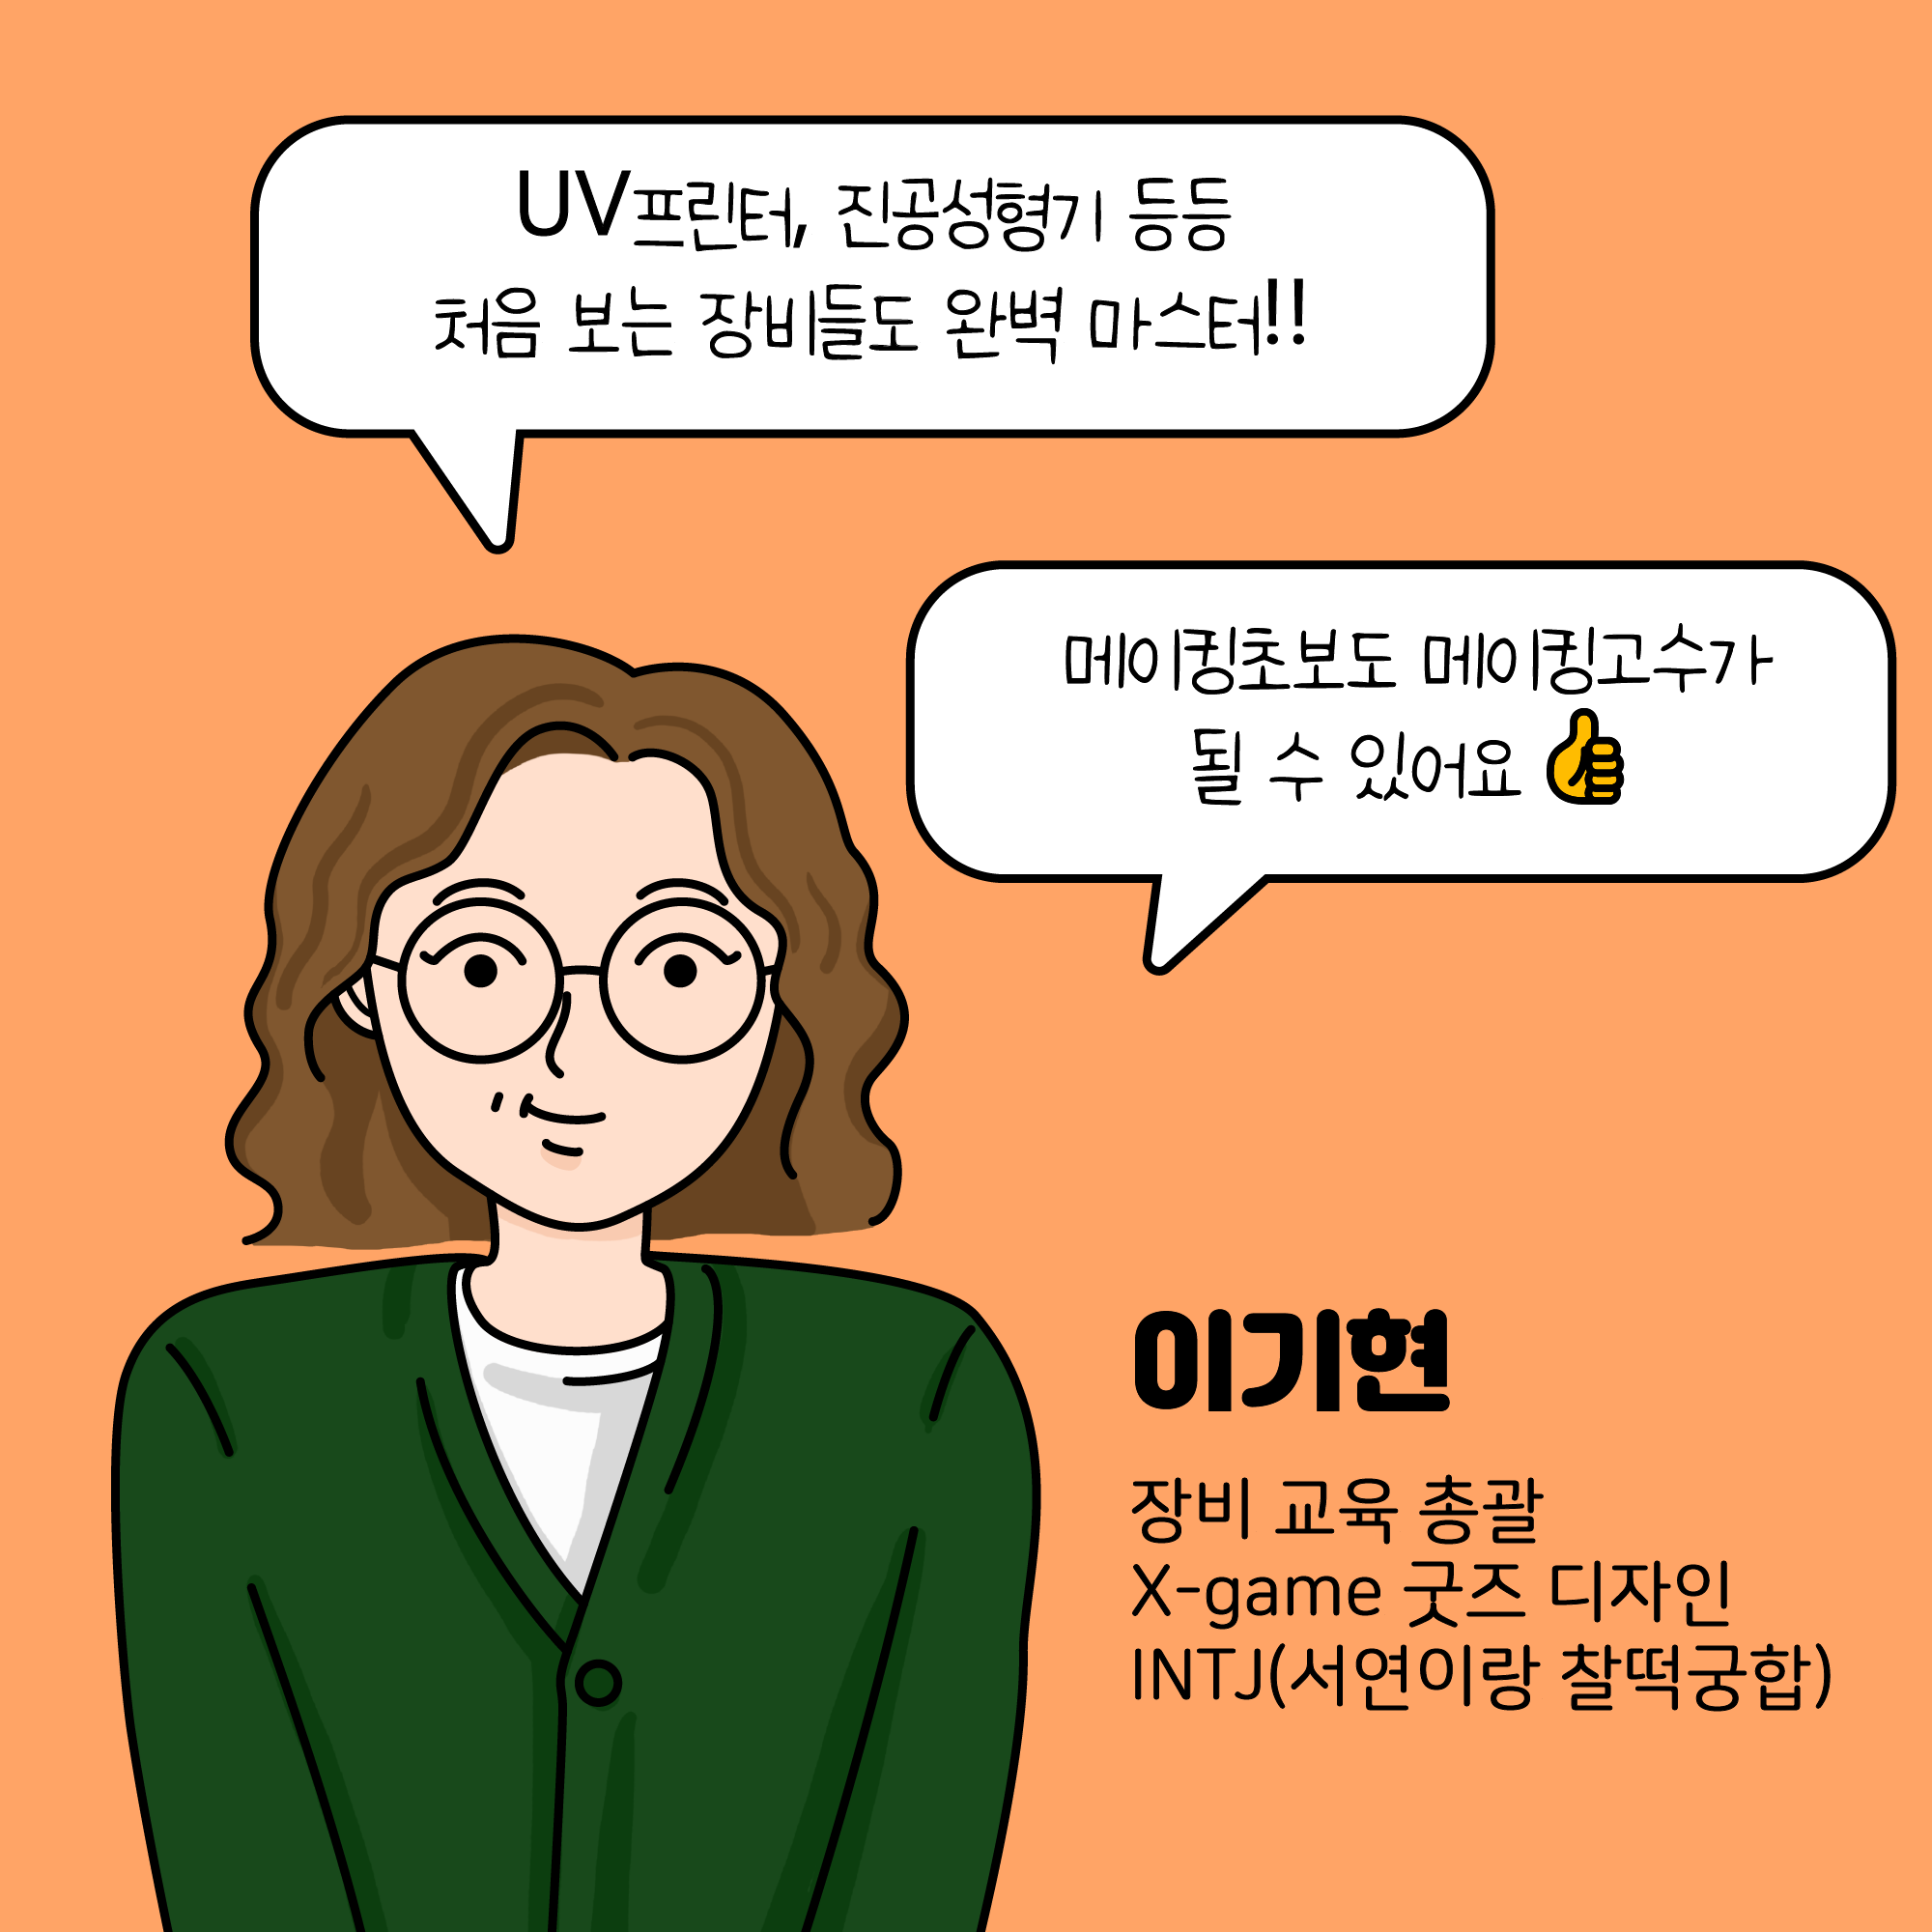 UV프린터, 진공성형기 등등
처음 보는 장비들도 완벽 마스터!!
메이킹초보도 메이킹고수가
될 수 있어요👍
이기현
장비 교육 총괄
X-game 굿즈 디자인
INTJ(서연이랑 찰떡궁합)